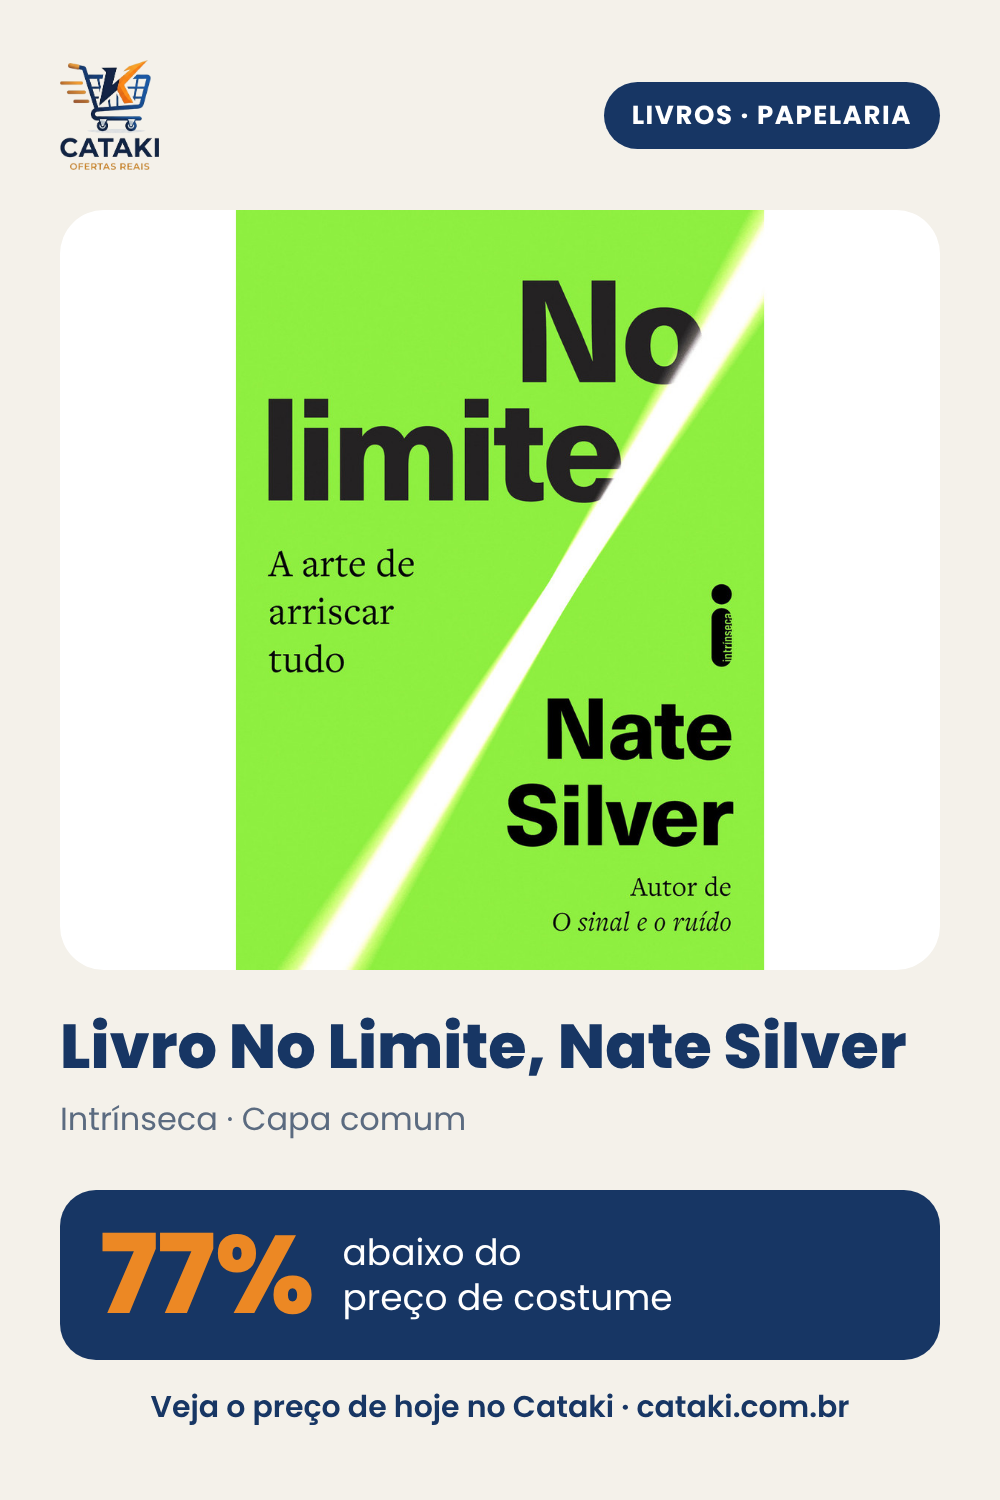 CATAKI
OFERTAS REAIS
LIVROS · PAPELARIA
No
limite
A arte de
arriscar
tudo
intrínseca
Nate
Silver
Autor de
O sinal e o ruído
Livro No Limite, Nate Silver
Intrínseca · Capa comum
77%
abaixo do
preço de costume
Veja o preço de hoje no Cataki · cataki.com.br